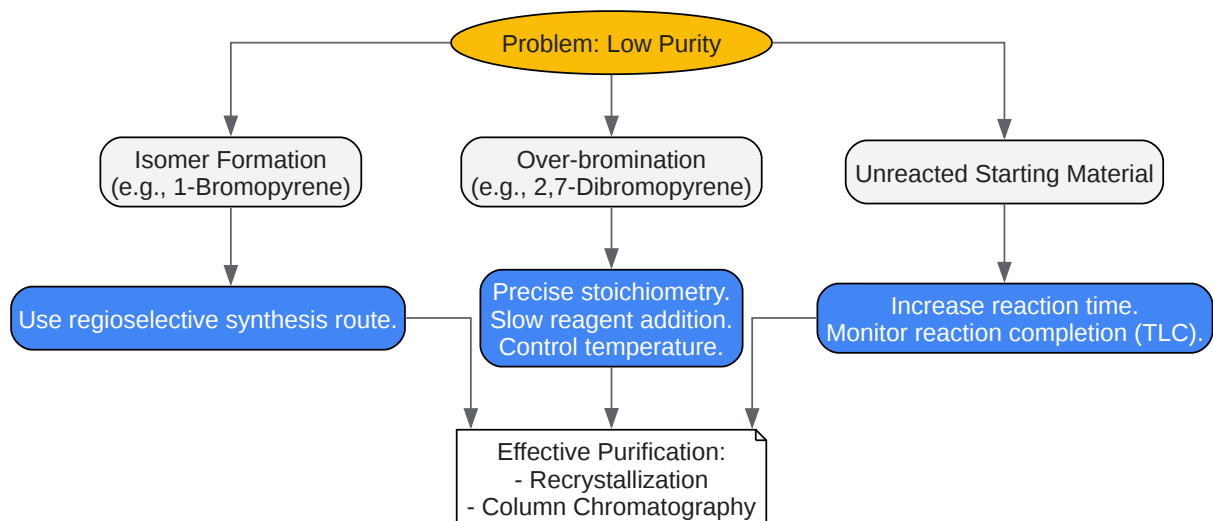 Problem: Low Purity
Isomer Formation
(e.g., 1-Bromopyrene)
Over-bromination
(e.g., 2,7-Dibromopyrene)
Unreacted Starting Material
Use regioselective synthesis route.
Precise stoichiometry.
Slow reagent addition.
Control temperature.
Increase reaction time.
Monitor reaction completion (TLC).
Effective Purification:
- Recrystallization
- Column Chromatography